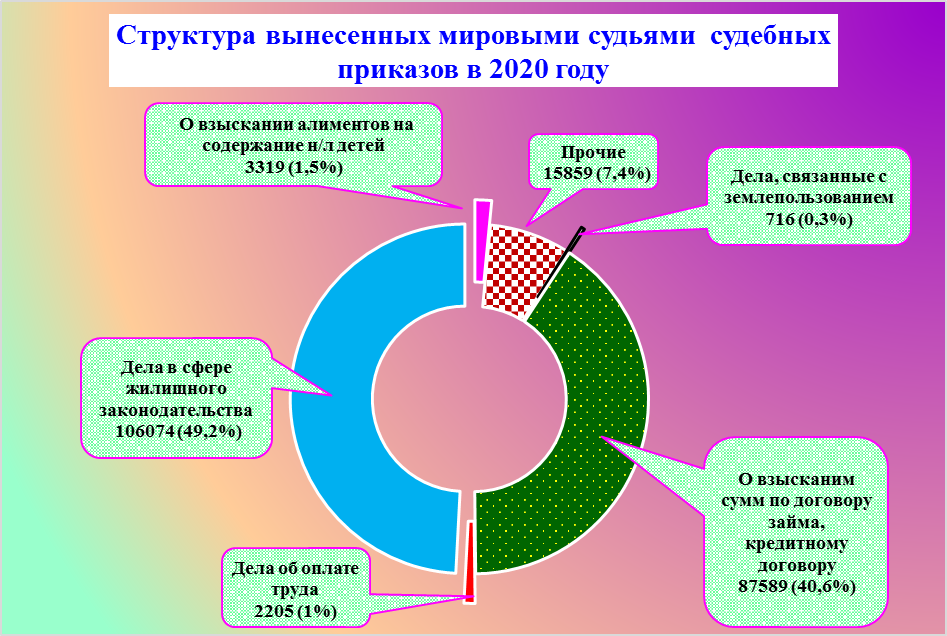 Структура вынесенных мировыми судьями судебных
приказов в 2020 году
О взыскании алиментов на
содержание н/л детей
3319 (1,5%)
Прочие
15859 (7,4%)
Дела, связанные с
землепользованием
716 (0,3%)
Дела в сфере
жилищного
законодательства
106074 (49,2%)
О взысканим
сумм по договору
займа,
кредитному
договору
87589 (40,6%)
Дела об оплате
труда
2205 (1%)